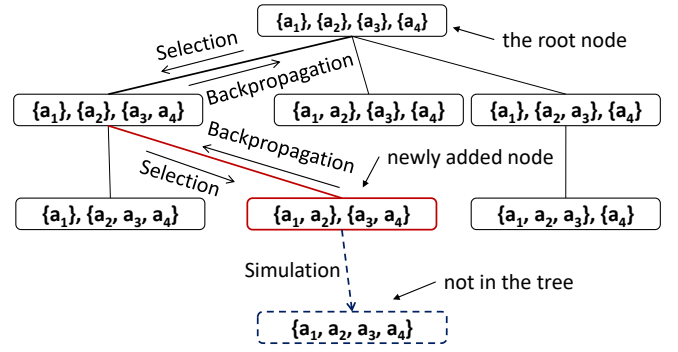 {a₁}, {a₂}, {a₃}, {a₄}
the root node
Selection
Backpropagation
{a₁}, {a₂}, {a₃, a₄}
{a₁, a₂}, {a₃}, {a₄}
{a₁}, {a₂, a₃}, {a₄}
Backpropagation
newly added node
Selection
{a₁}, {a₂, a₃, a₄}
{a₁, a₂}, {a₃, a₄}
{a₁, a₂, a₃}, {a₄}
Simulation
not in the tree
{a₁, a₂, a₃, a₄}